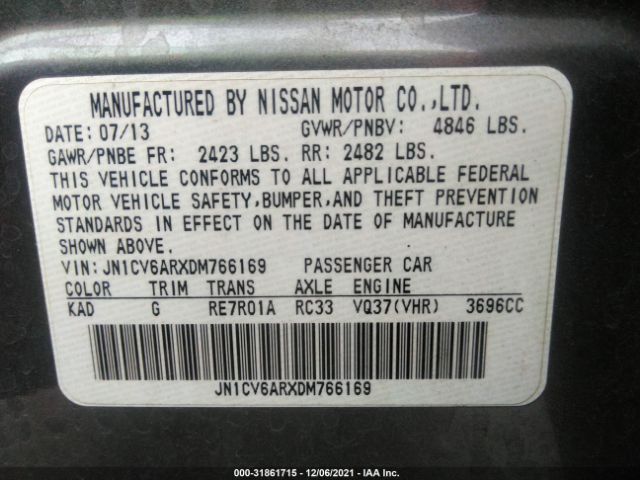 MANUFACTURED BY NISSAN MOTOR CO.,LTD.
DATE: 07/13 GVWR/PNBV: 4846 LBS.
GAWR/PNBE FR: 2423 LBS. RR: 2482 LBS.
THIS VEHICLE CONFORMS TO ALL APPLICABLE FEDERAL
MOTOR VEHICLE SAFETY,BUMPER,AND THEFT PREVENTION
STANDARDS IN EFFECT ON THE DATE OF MANUFACTURE
SHOWN ABOVE.
VIN:JN1CV6ARXDM766169 PASSENGER CAR
COLOR TRIM TRANS AXLE ENGINE
KAD G RE7R01A RC33 VQ37(VHR) 3696CC
JN1CV6ARXDM766169
000-31861715 - 12/06/2021 - IAA Inc.